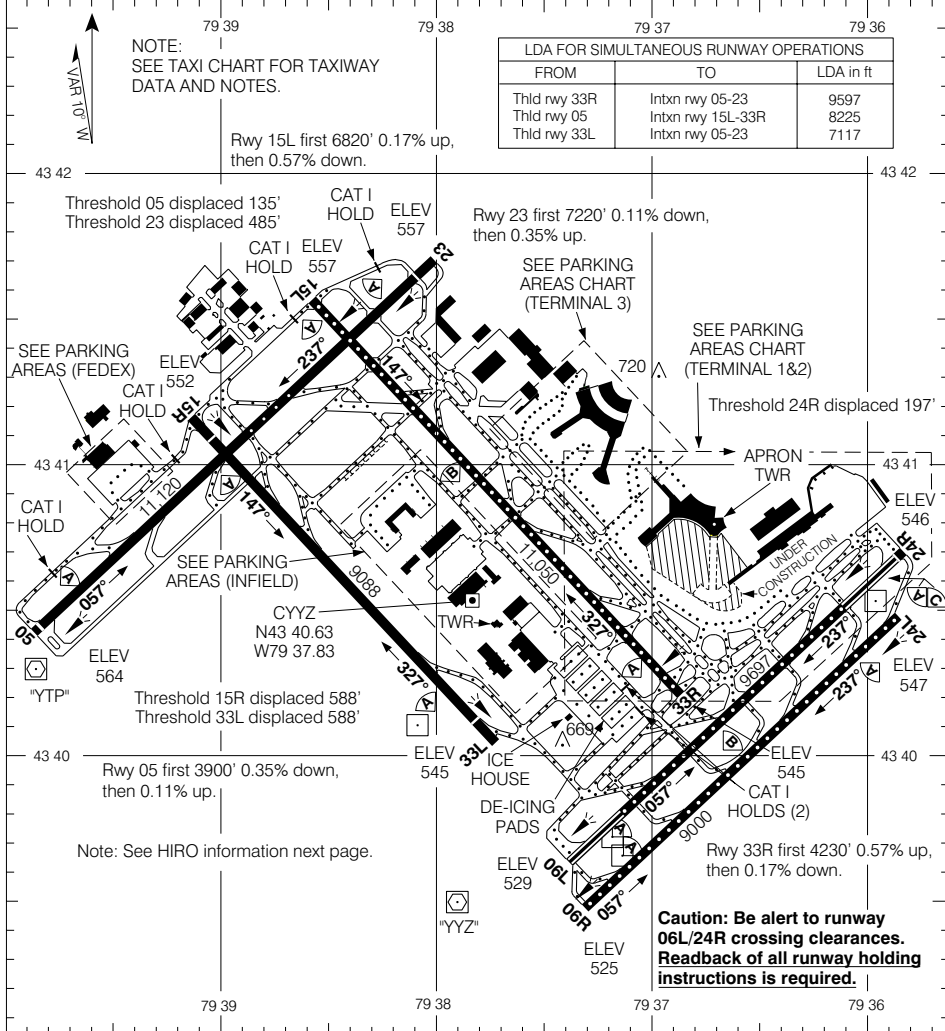 79 39
79 38
79 37
79 36
VAR 10° W
NOTE:
SEE TAXI CHART FOR TAXIWAY
DATA AND NOTES.
LDA FOR SIMULTANEOUS RUNWAY OPERATIONS
FROM TO LDA in ft
Thld rwy 33R Intxn rwy 05-23 9597
Thld rwy 05 Intxn rwy 15L-33R 8225
Thld rwy 33L Intxn rwy 05-23 7117
Rwy 15L first 6820' 0.17% up,
then 0.57% down.
43 42
43 42
Threshold 05 displaced 135'
Threshold 23 displaced 485'
CAT I
HOLD
ELEV
557
Rwy 23 first 7220' 0.11% down,
then 0.35% up.
CAT I
HOLD
ELEV
557
23
15L
A
A
SEE PARKING
AREAS CHART
(TERMINAL 3)
SEE PARKING
AREAS CHART
(TERMINAL 1&2)
SEE PARKING
AREAS (FEDEX)
ELEV
552
CAT I
HOLD
15R
237°
147°
720
Threshold 24R displaced 197'
43 41
43 41
APRON
TWR
CAT I
HOLD
11 120
A
147°
B
ELEV
546
24R
UNDER
CONSTRUCTION
SEE PARKING
AREAS (INFIELD)
9088
11,050
A
057°
05
CYYZ
N43 40.63
W79 37.83
TWR
327°
A
C
24L
237°
237°
A
ELEV
547
"YTP"
ELEV
564
Threshold 15R displaced 588'
Threshold 33L displaced 588'
327°
A
33L
A
33R
9697
669
B
ELEV
545
ICE
HOUSE
ELEV
545
43 40
43 40
Rwy 05 first 3900' 0.35% down,
then 0.11% up.
DE-ICING
PADS
057°
CAT I
HOLDS (2)
9000
Note: See HIRO information next page.
A
A
ELEV
529
06L
06R
057°
Rwy 33R first 4230' 0.57% up,
then 0.17% down.
"YYZ"
ELEV
525
Caution: Be alert to runway
06L/24R crossing clearances.
Readback of all runway holding
instructions is required.
79 39
79 38
79 37
79 36